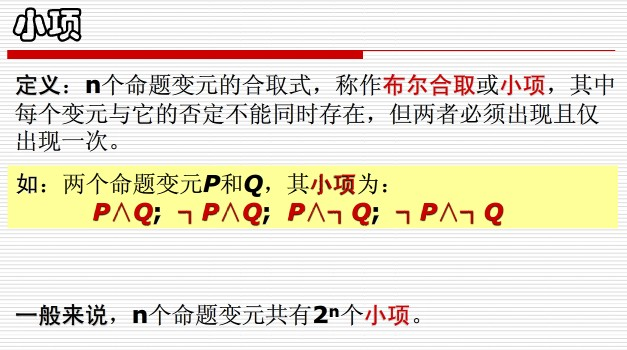 小项
定义：n个命题变元的合取式，称作布尔合取或小项，其中
每个变元与它的否定不能同时存在，但两者必须出现且仅
出现一次。
如：两个命题变元P和Q，其小项为：
P∧Q; ┓P∧Q; P∧┓Q; ┓P∧┓Q
一般来说，n个命题变元共有2ⁿ个小项。